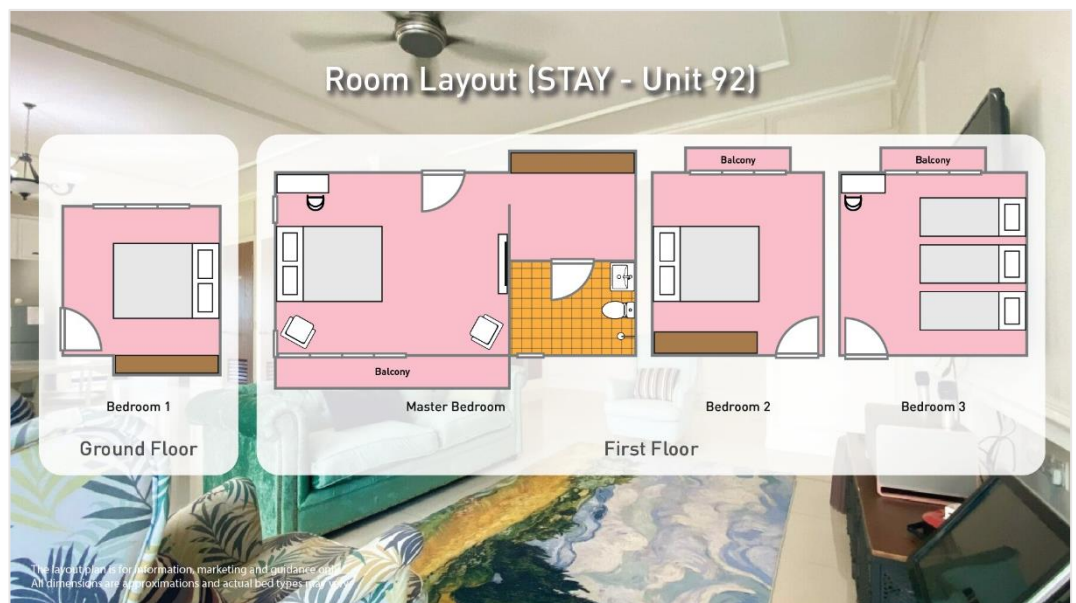 Room Layout (STAY - Unit 92)
Balcony
Balcony
Balcony
Bedroom 1
Master Bedroom
Bedroom 2
Bedroom 3
Ground Floor
First Floor
The layout plan is for information, marketing and guidance only.
All dimensions are approximations and actual bed types may vary.